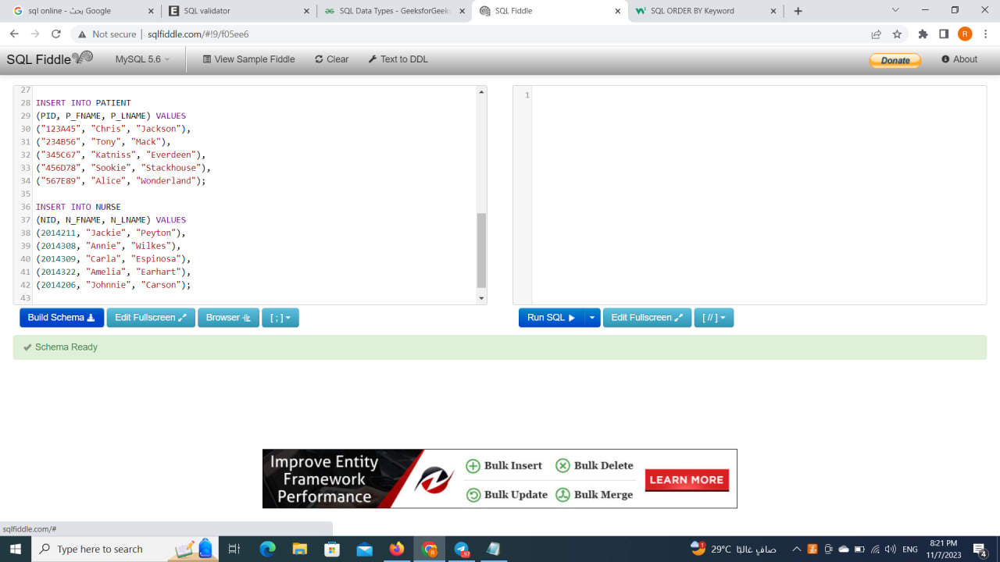 sql online - بحث Google
SQL validator
SQL Data Types - GeeksforGeeks
SQL Fiddle
SQL ORDER BY Keyword
Not secure | sqlfiddle.com/#!9/f05ee6
R
SQL Fiddle
MySQL 5.6
View Sample Fiddle
Clear
Text to DDL
Donate
About
27
28 INSERT INTO PATIENT
29 (PID, P_FNAME, P_LNAME) VALUES
30 ("123A45", "Chris", "Jackson"),
31 ("234B56", "Tony", "Mack"),
32 ("345C67", "Katniss", "Everdeen"),
33 ("456D78", "Sookie", "Stackhouse"),
34 ("567E89", "Alice", "Wonderland");
35
36 INSERT INTO NURSE
37 (NID, N_FNAME, N_LNAME) VALUES
38 (2014211, "Jackie", "Peyton"),
39 (2014308, "Annie", "Wilkes"),
40 (2014309, "Carla", "Espinosa"),
41 (2014322, "Amelia", "Earhart"),
42 (2014206, "Johnnie", "Carson");
43
1
Build Schema
Edit Fullscreen
Browser
[ ; ]
Run SQL
Edit Fullscreen
[ // ]
Schema Ready
Improve Entity
Framework
Performance
Bulk Insert
Bulk Delete
Bulk Update
Bulk Merge
LEARN MORE
sqlfiddle.com/#
Type here to search
29°C صافٍ غالبًا
ENG
8:21 PM
11/7/2023
4